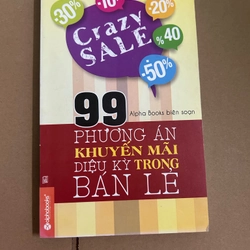 -30%
-10%
-20%
Crazy
SALE
%40
-50%
99
Alpha Books biên soạn
PHƯƠNG ÁN
KHUYẾN MÃI
DIỆU KỲ TRONG
BÁN LẺ
alphabooks